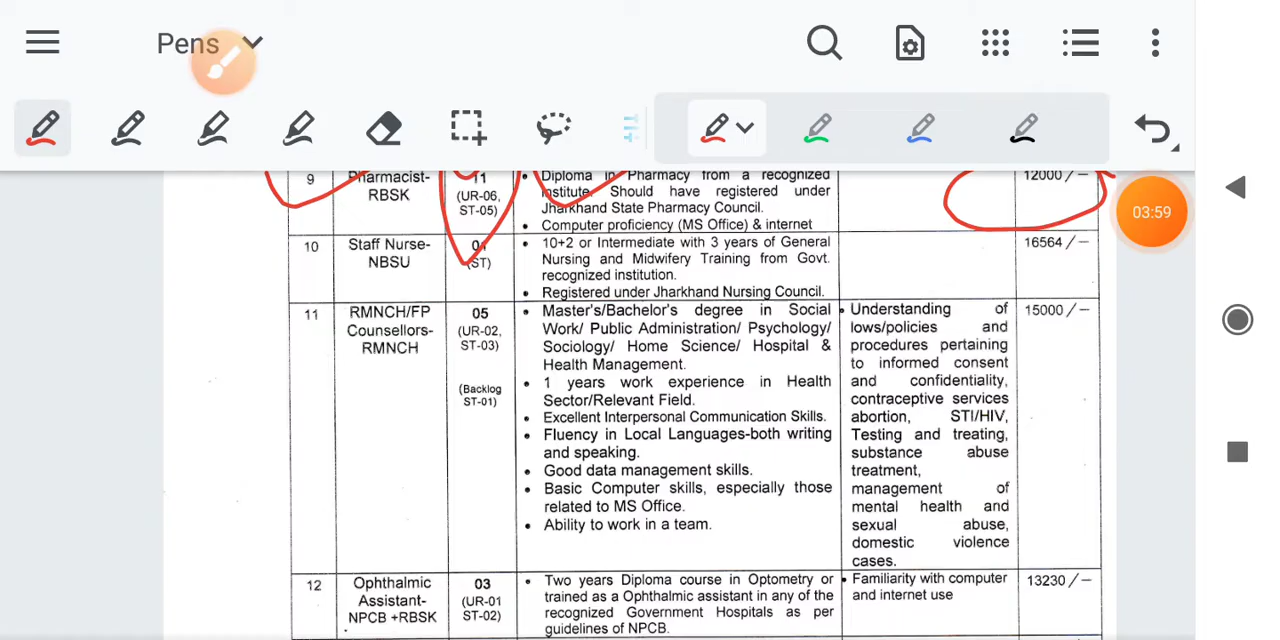 Pens
03:59
9
Pharmacist-
RBSK
11
(UR-06,
ST-05)
• Diploma in Pharmacy from a recognized
institute. Should have registered under
Jharkhand State Pharmacy Council.
• Computer proficiency (MS Office) & internet
12000/-
10
Staff Nurse-
NBSU
01
(ST)
• 10+2 or Intermediate with 3 years of General
Nursing and Midwifery Training from Govt.
recognized institution.
• Registered under Jharkhand Nursing Council.
16564/-
11
RMNCH/FP
Counsellors-
RMNCH
05
(UR-02,
ST-03)
(Backlog
ST-01)
• Master's/Bachelor's degree in Social
Work/ Public Administration/ Psychology/
Sociology/ Home Science/ Hospital &
Health Management.
• 1 years work experience in Health
Sector/Relevant Field.
• Excellent Interpersonal Communication Skills.
• Fluency in Local Languages-both writing
and speaking.
• Good data management skills.
• Basic Computer skills, especially those
related to MS Office.
• Ability to work in a team.
• Understanding of
lows/policies and
procedures pertaining
to informed consent
and confidentiality,
contraceptive services
abortion, STI/HIV,
Testing and treating,
substance abuse
treatment,
management of
mental health and
sexual abuse,
domestic violence
cases.
15000/-
12
Ophthalmic
Assistant-
NPCB +RBSK
03
(UR-01
ST-02)
• Two years Diploma course in Optometry or
trained as a Ophthalmic assistant in any of the
recognized Government Hospitals as per
guidelines of NPCB.
• Familiarity with computer
and internet use
13230/-